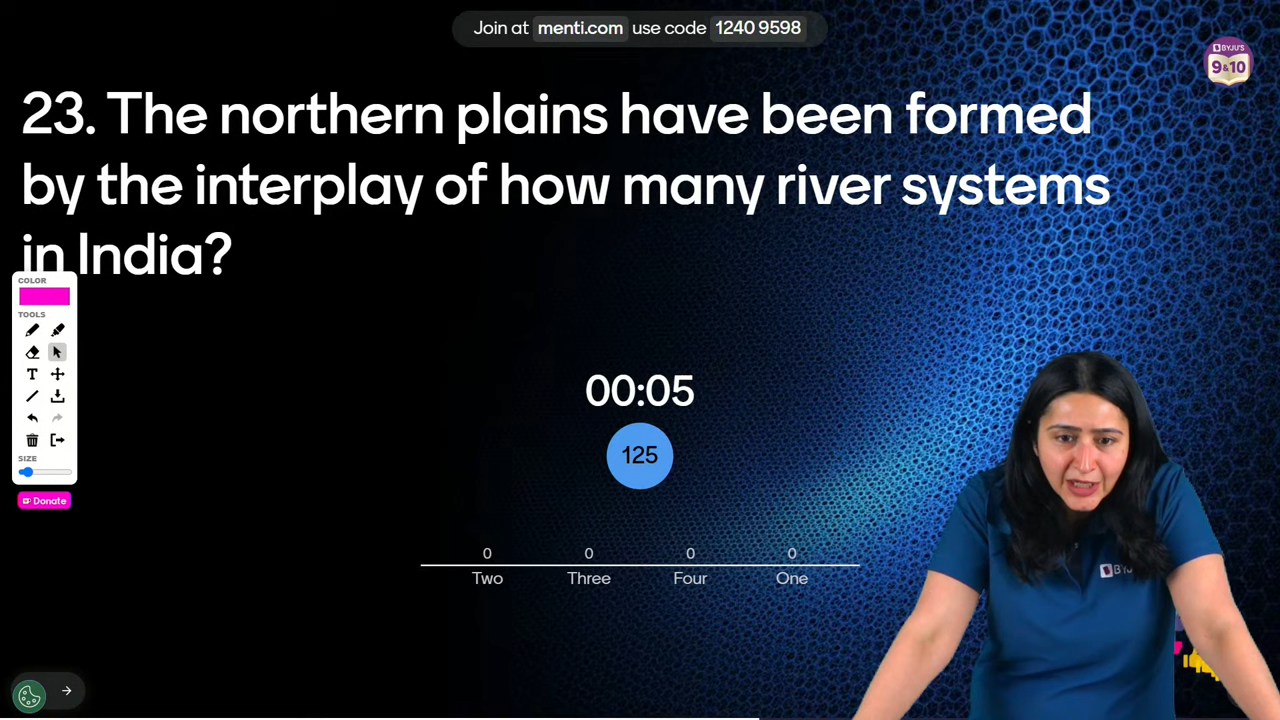 Join at menti.com use code 1240 9598
BYJU'S
9&10
23. The northern plains have been formed
by the interplay of how many river systems
in India?
COLOR
TOOLS
T
SIZE
Donate
00:05
125
0 0 0 0
Two Three Four One
BYJ